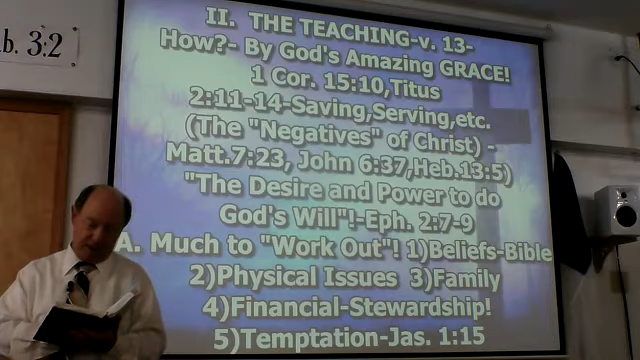 b. 3:2
II. THE TEACHING-v. 13-
How?- By God's Amazing GRACE!
1 Cor. 15:10,Titus
2:11-14-Saving,Serving,etc.
(The "Negatives" of Christ) -
Matt.7:23, John 6:37,Heb.13:5)
"The Desire and Power to do
God's Will"!-Eph. 2:7-9
A. Much to "Work Out"! 1)Beliefs-Bible
2)Physical Issues 3)Family
4)Financial-Stewardship!
5)Temptation-Jas. 1:15